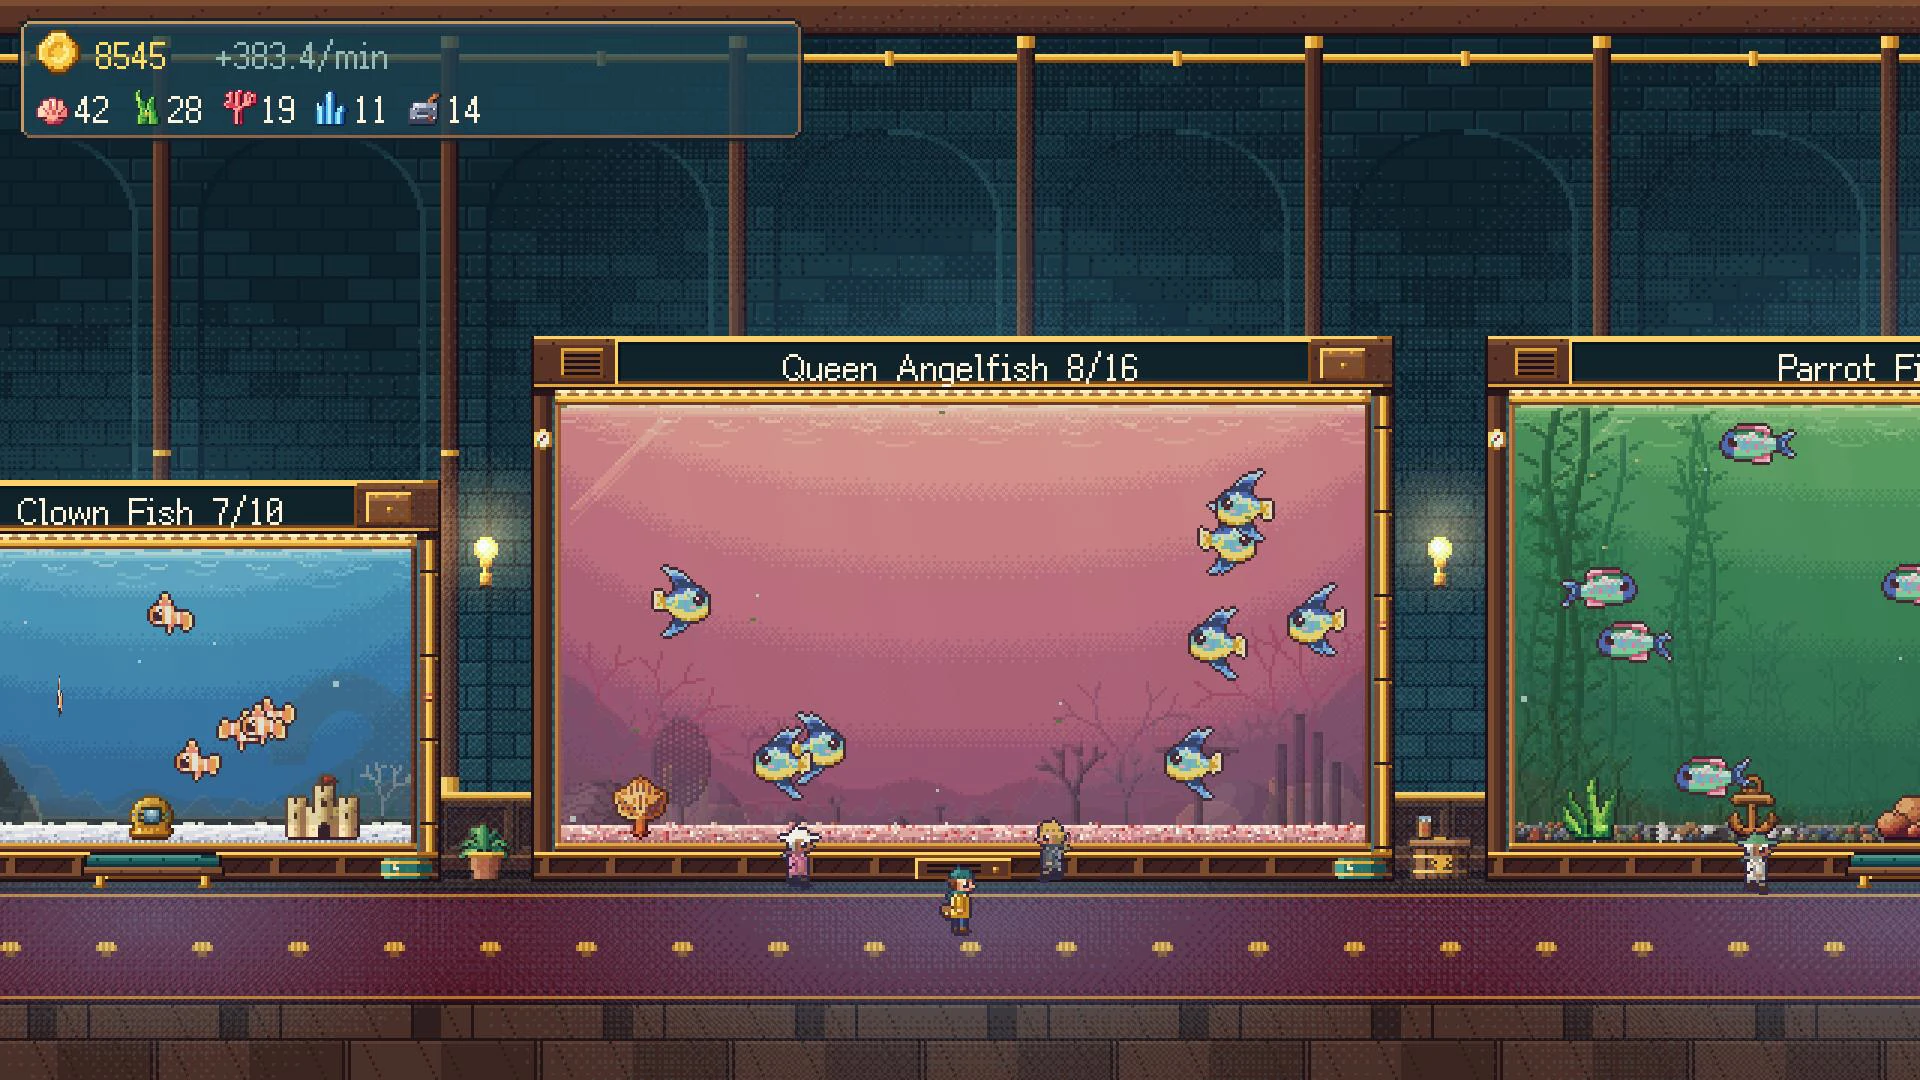 8545 +383.4/min
42 28 19 11 14
Queen Angelfish 8/16
Parrot Fi
Clown Fish 7/10